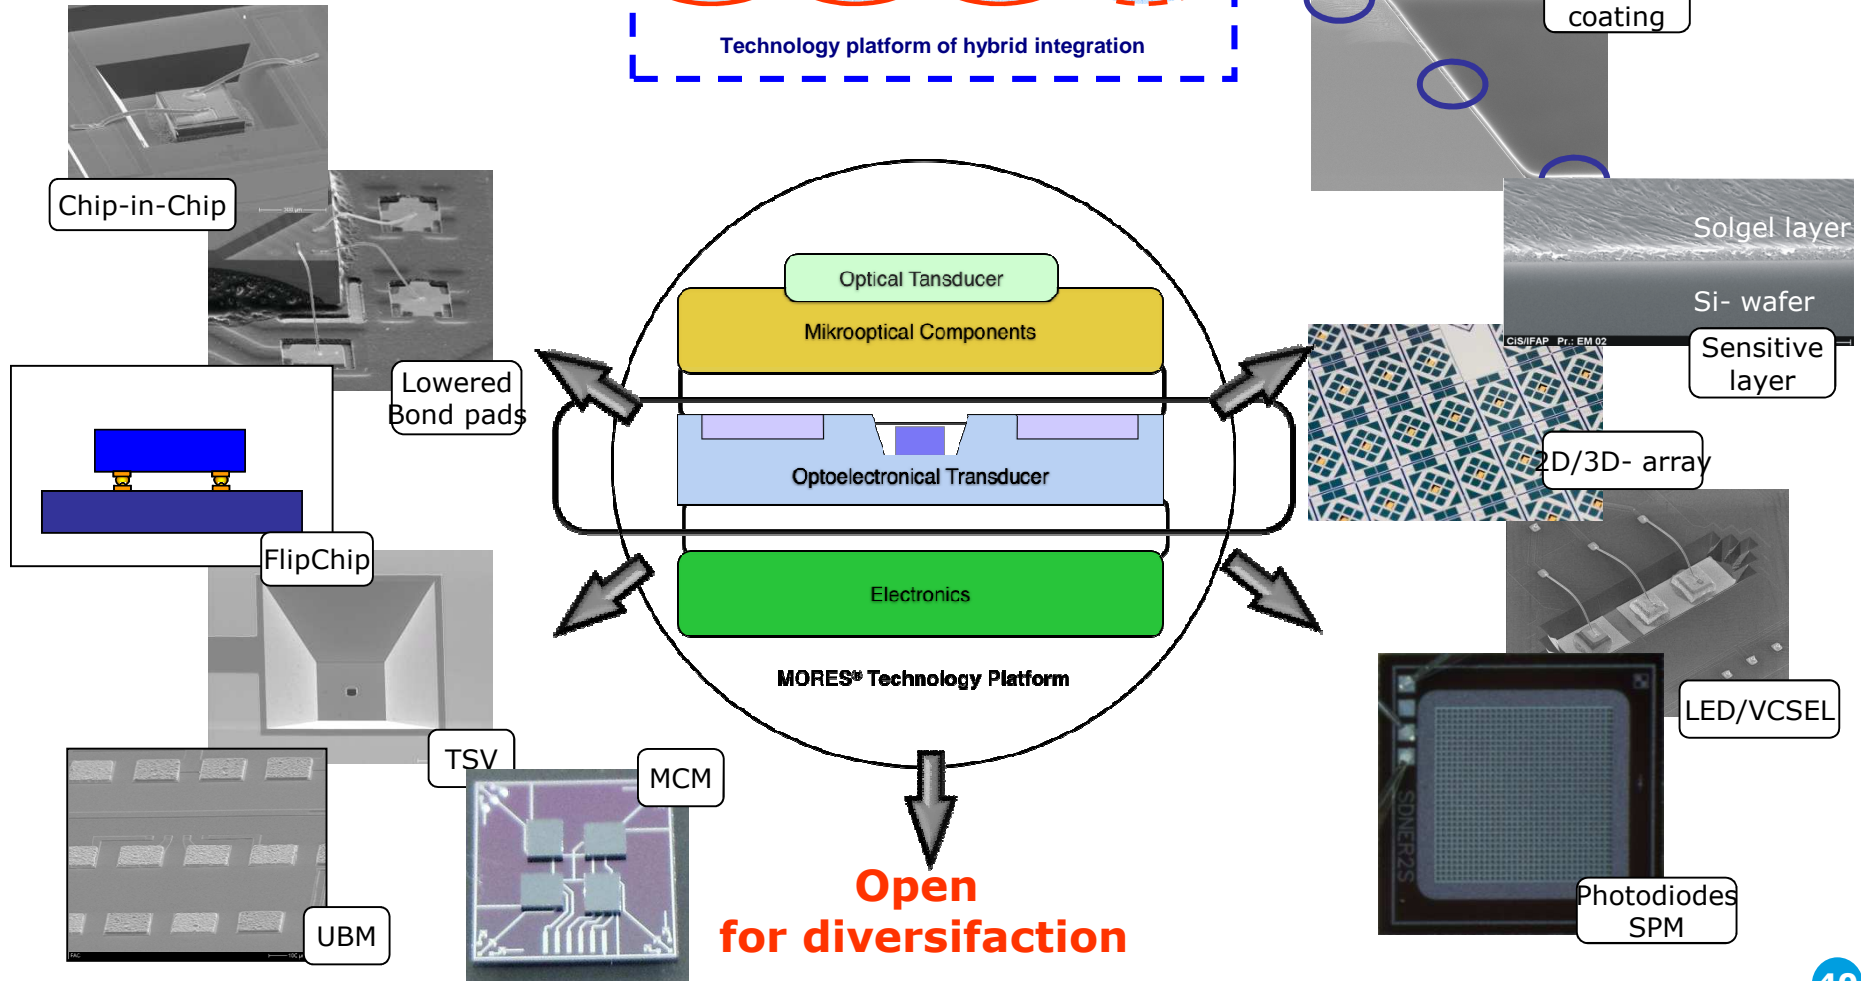 coating
Technology platform of hybrid integration
Chip-in-Chip
Solgel layer
Optical Tansducer
Si- wafer
Mikrooptical Components
CiS/IFAP Pr.: EM 02
Sensitive
layer
Lowered
Bond pads
2D/3D- array
Optoelectronical Transducer
FlipChip
Electronics
MORES® Technology Platform
LED/VCSEL
TSV
MCM
SDNER2S
Open
for diversifaction
Photodiodes
SPM
UBM